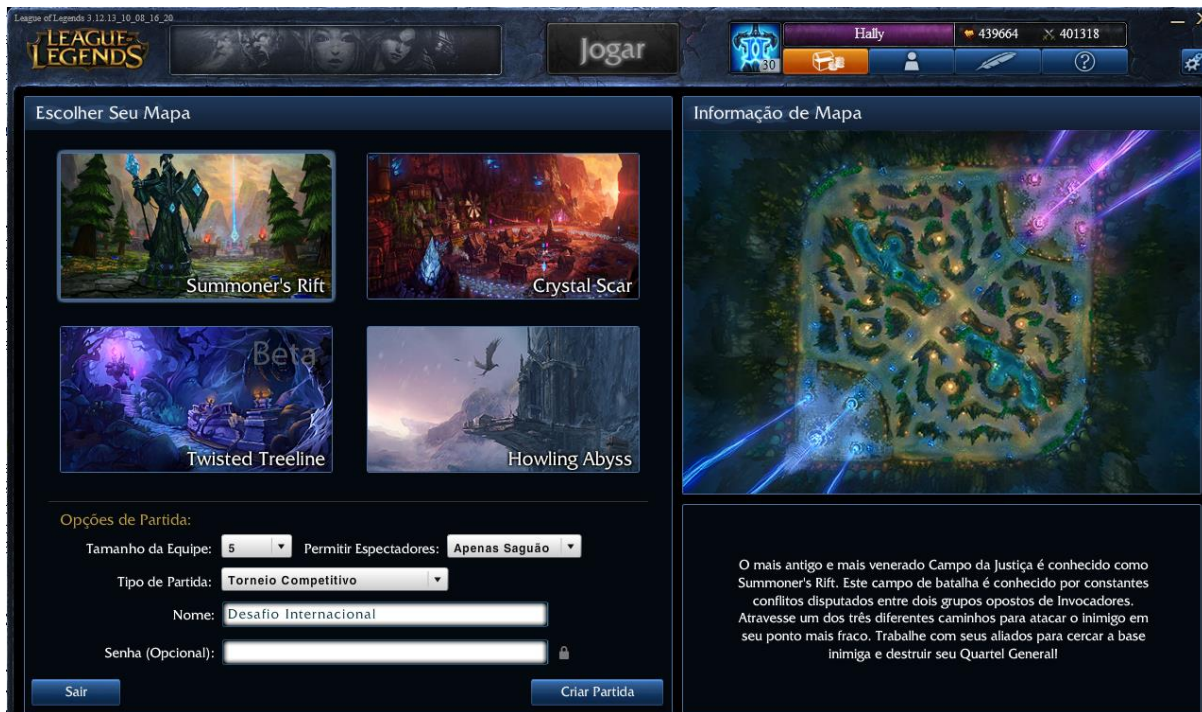 League of Legends 3.12.13_10_08_16_20
LEAGUE OF LEGENDS
Jogar
30
Hally
439664
401318
?
Escolher Seu Mapa
Summoner's Rift
Crystal Scar
Beta
Twisted Treeline
Howling Abyss
Opções de Partida:
Tamanho da Equipe: 5 Permitir Espectadores: Apenas Saguão
Tipo de Partida: Torneio Competitivo
Nome: Desafio Internacional
Senha (Opcional):
Sair
Criar Partida
Informação de Mapa
O mais antigo e mais venerado Campo da Justiça é conhecido como
Summoner's Rift. Este campo de batalha é conhecido por constantes
conflitos disputados entre dois grupos opostos de Invocadores.
Atravesse um dos três diferentes caminhos para atacar o inimigo em
seu ponto mais fraco. Trabalhe com seus aliados para cercar a base
inimiga e destruir seu Quartel General!